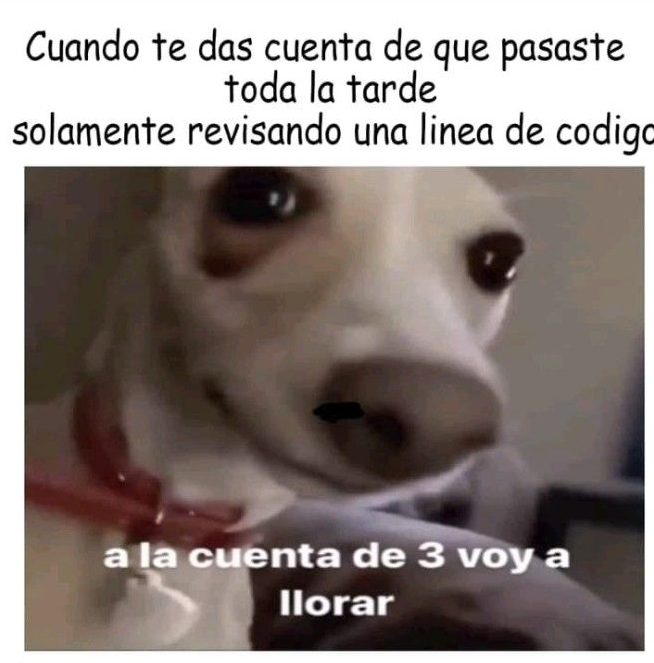 Cuando te das cuenta de que pasaste
toda la tarde
solamente revisando una linea de codigo
a la cuenta de 3 voy a
llorar